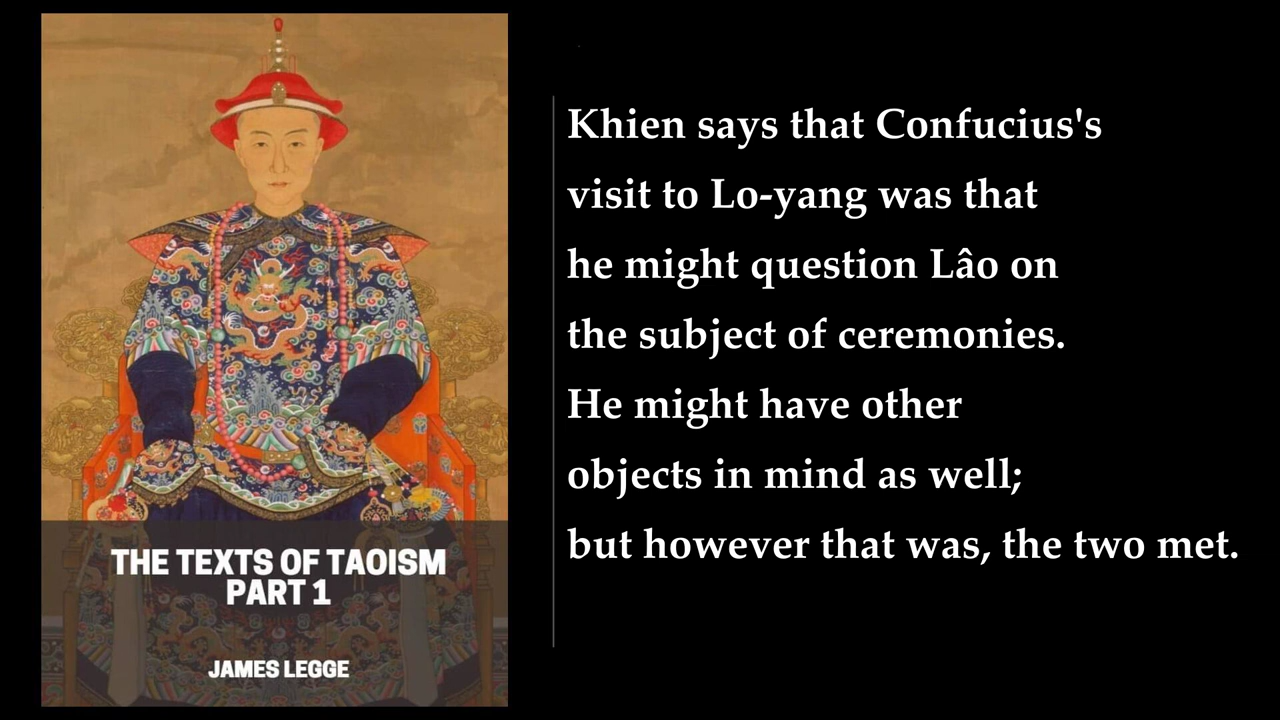 THE TEXTS OF TAOISM
PART 1
JAMES LEGGE
Khien says that Confucius's
visit to Lo-yang was that
he might question Lâo on
the subject of ceremonies.
He might have other
objects in mind as well;
but however that was, the two met.